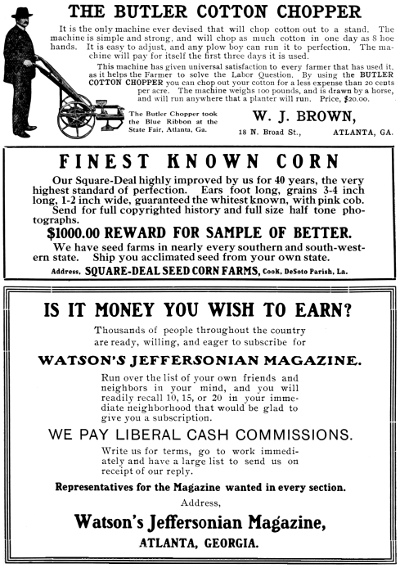 THE BUTLER COTTON CHOPPER
It is the only machine ever devised that will chop cotton out to a stand. The
machine is simple and strong, and will chop as much cotton in one day as 8 hoe
hands. It is easy to adjust, and any plow boy can run it to perfection. The ma-
chine will pay for itself the first three days it is used.
This machine has given universal satisfaction to every farmer that has used it,
as it helps the Farmer to solve the Labor Question. By using the BUTLER
COTTON CHOPPER you can chop out your cotton for a less expense than 20 cents
per acre. The machine weighs 100 pounds, and is drawn by a horse,
and will run anywhere that a planter will run. Price, $20.00.
The Butler Chopper took
the Blue Ribbon at the
State Fair, Atlanta, Ga.
W. J. BROWN,
18 N. Broad St., ATLANTA, GA.
FINEST KNOWN CORN
Our Square-Deal highly improved by us for 40 years, the very
highest standard of perfection. Ears foot long, grains 3-4 inch
long, 1-2 inch wide, guaranteed the whitest known, with pink cob.
Send for full copyrighted history and full size half tone pho-
tographs.
$1000.00 REWARD FOR SAMPLE OF BETTER.
We have seed farms in nearly every southern and south-west-
ern state. Ship you acclimated seed from your own state.
Address, SQUARE-DEAL SEED CORN FARMS, Cook, DeSoto Parish, La.
IS IT MONEY YOU WISH TO EARN?
Thousands of people throughout the country
are ready, willing, and eager to subscribe for
WATSON'S JEFFERSONIAN MAGAZINE.
Run over the list of your own friends and
neighbors in your mind, and you will
readily recall 10, 15, or 20 in your imme-
diate neighborhood that would be glad to
give you a subscription.
WE PAY LIBERAL CASH COMMISSIONS.
Write us for terms, go to work immedi-
ately and have a large list to send us on
receipt of our reply.
Representatives for the Magazine wanted in every section.
Address,
Watson's Jeffersonian Magazine,
ATLANTA, GEORGIA.